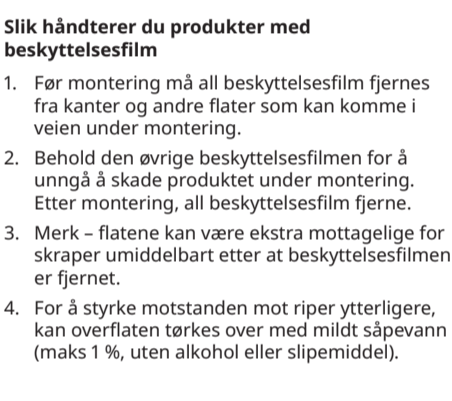 Slik håndterer du produkter med
beskyttelsesfilm
1. Før montering må all beskyttelsesfilm fjernes
fra kanter og andre flater som kan komme i
veien under montering.
2. Behold den øvrige beskyttelsesfilmen for å
unngå å skade produktet under montering.
Etter montering, all beskyttelsesfilm fjerne.
3. Merk – flatene kan være ekstra mottagelige for
skraper umiddelbart etter at beskyttelsesfilmen
er fjernet.
4. For å styrke motstanden mot riper ytterligere,
kan overflaten tørkes over med mildt såpevann
(maks 1 %, uten alkohol eller slipemiddel).